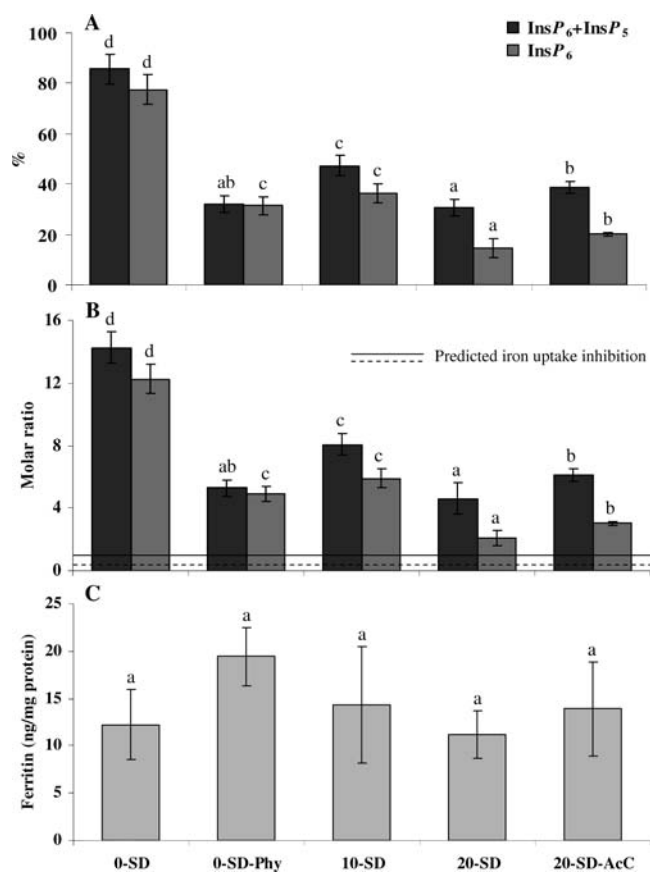 A
InsP6+InsP5
InsP6
100
80
60
40
20
0
%
d d
ab c
c c
a a
b b
B
Predicted iron uptake inhibition
16
12
8
4
0
Molar ratio
d d
ab c
c c
a a
b b
C
25
20
15
10
5
0
Ferritin (ng/mg protein)
a a a a a
0-SD 0-SD-Phy 10-SD 20-SD 20-SD-AcC